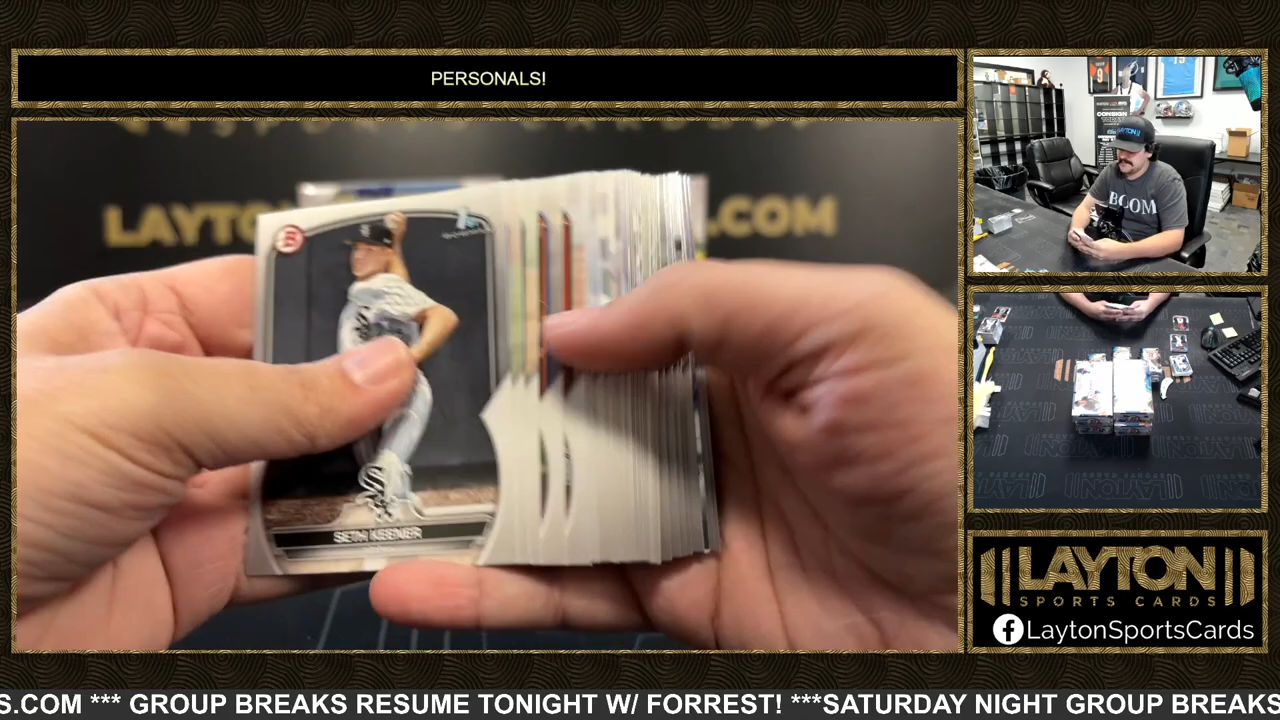 PERSONALS!
LAYTON
.COM
SETH KEENER
CONSIGN
BOOM
LAYTON
SPORTS CARDS
LaytonSportsCards
S.COM *** GROUP BREAKS RESUME TONIGHT W/ FORREST! ***SATURDAY NIGHT GROUP BREAKS